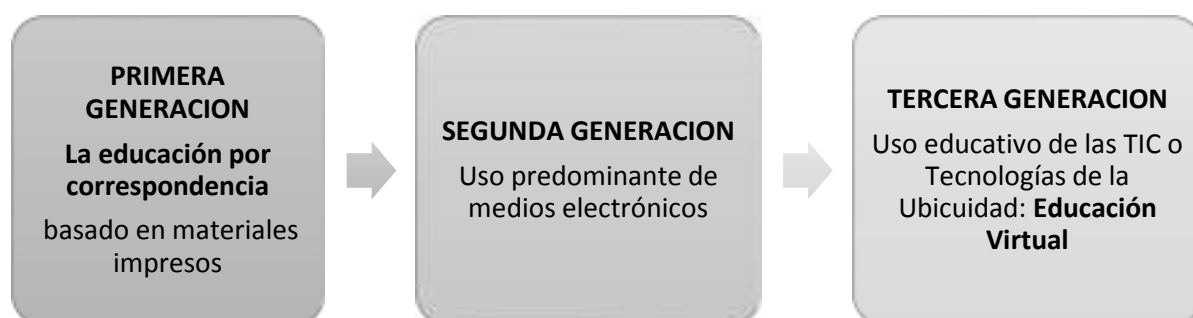 PRIMERA
GENERACION
La educación por
correspondencia
basado en materiales
impresos
SEGUNDA GENERACION
Uso predominante de
medios electrónicos
TERCERA GENERACION
Uso educativo de las TIC o
Tecnologías de la
Ubicuidad: Educación
Virtual